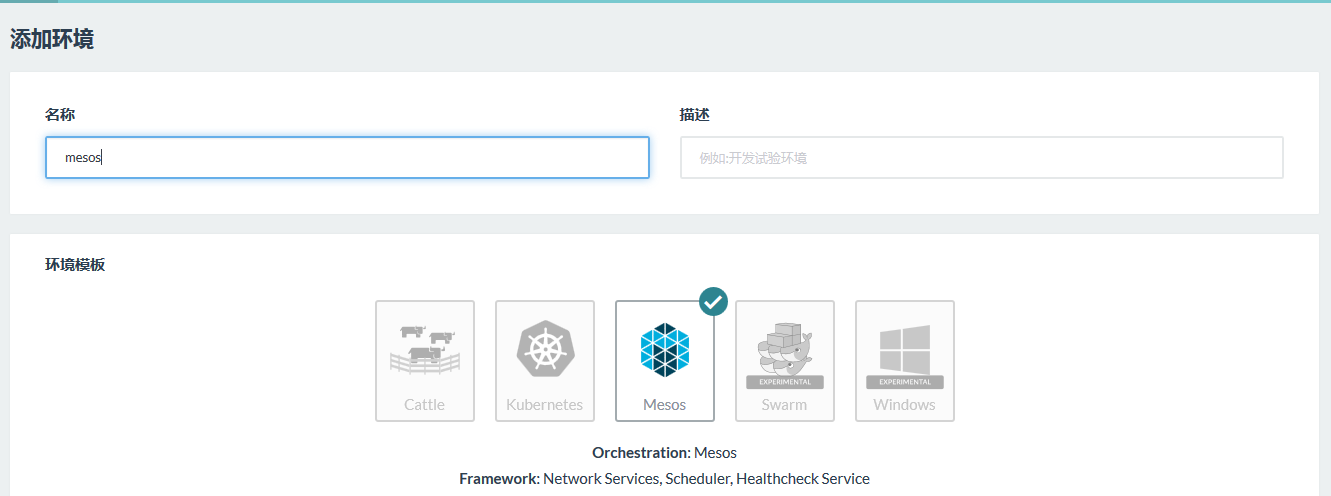 添加环境
名称
描述
mesos
例如:开发试验环境
环境模板
EXPERIMENTAL
EXPERIMENTAL
Cattle
Kubernetes
Mesos
Swarm
Windows
Orchestration: Mesos
Framework: Network Services, Scheduler, Healthcheck Service